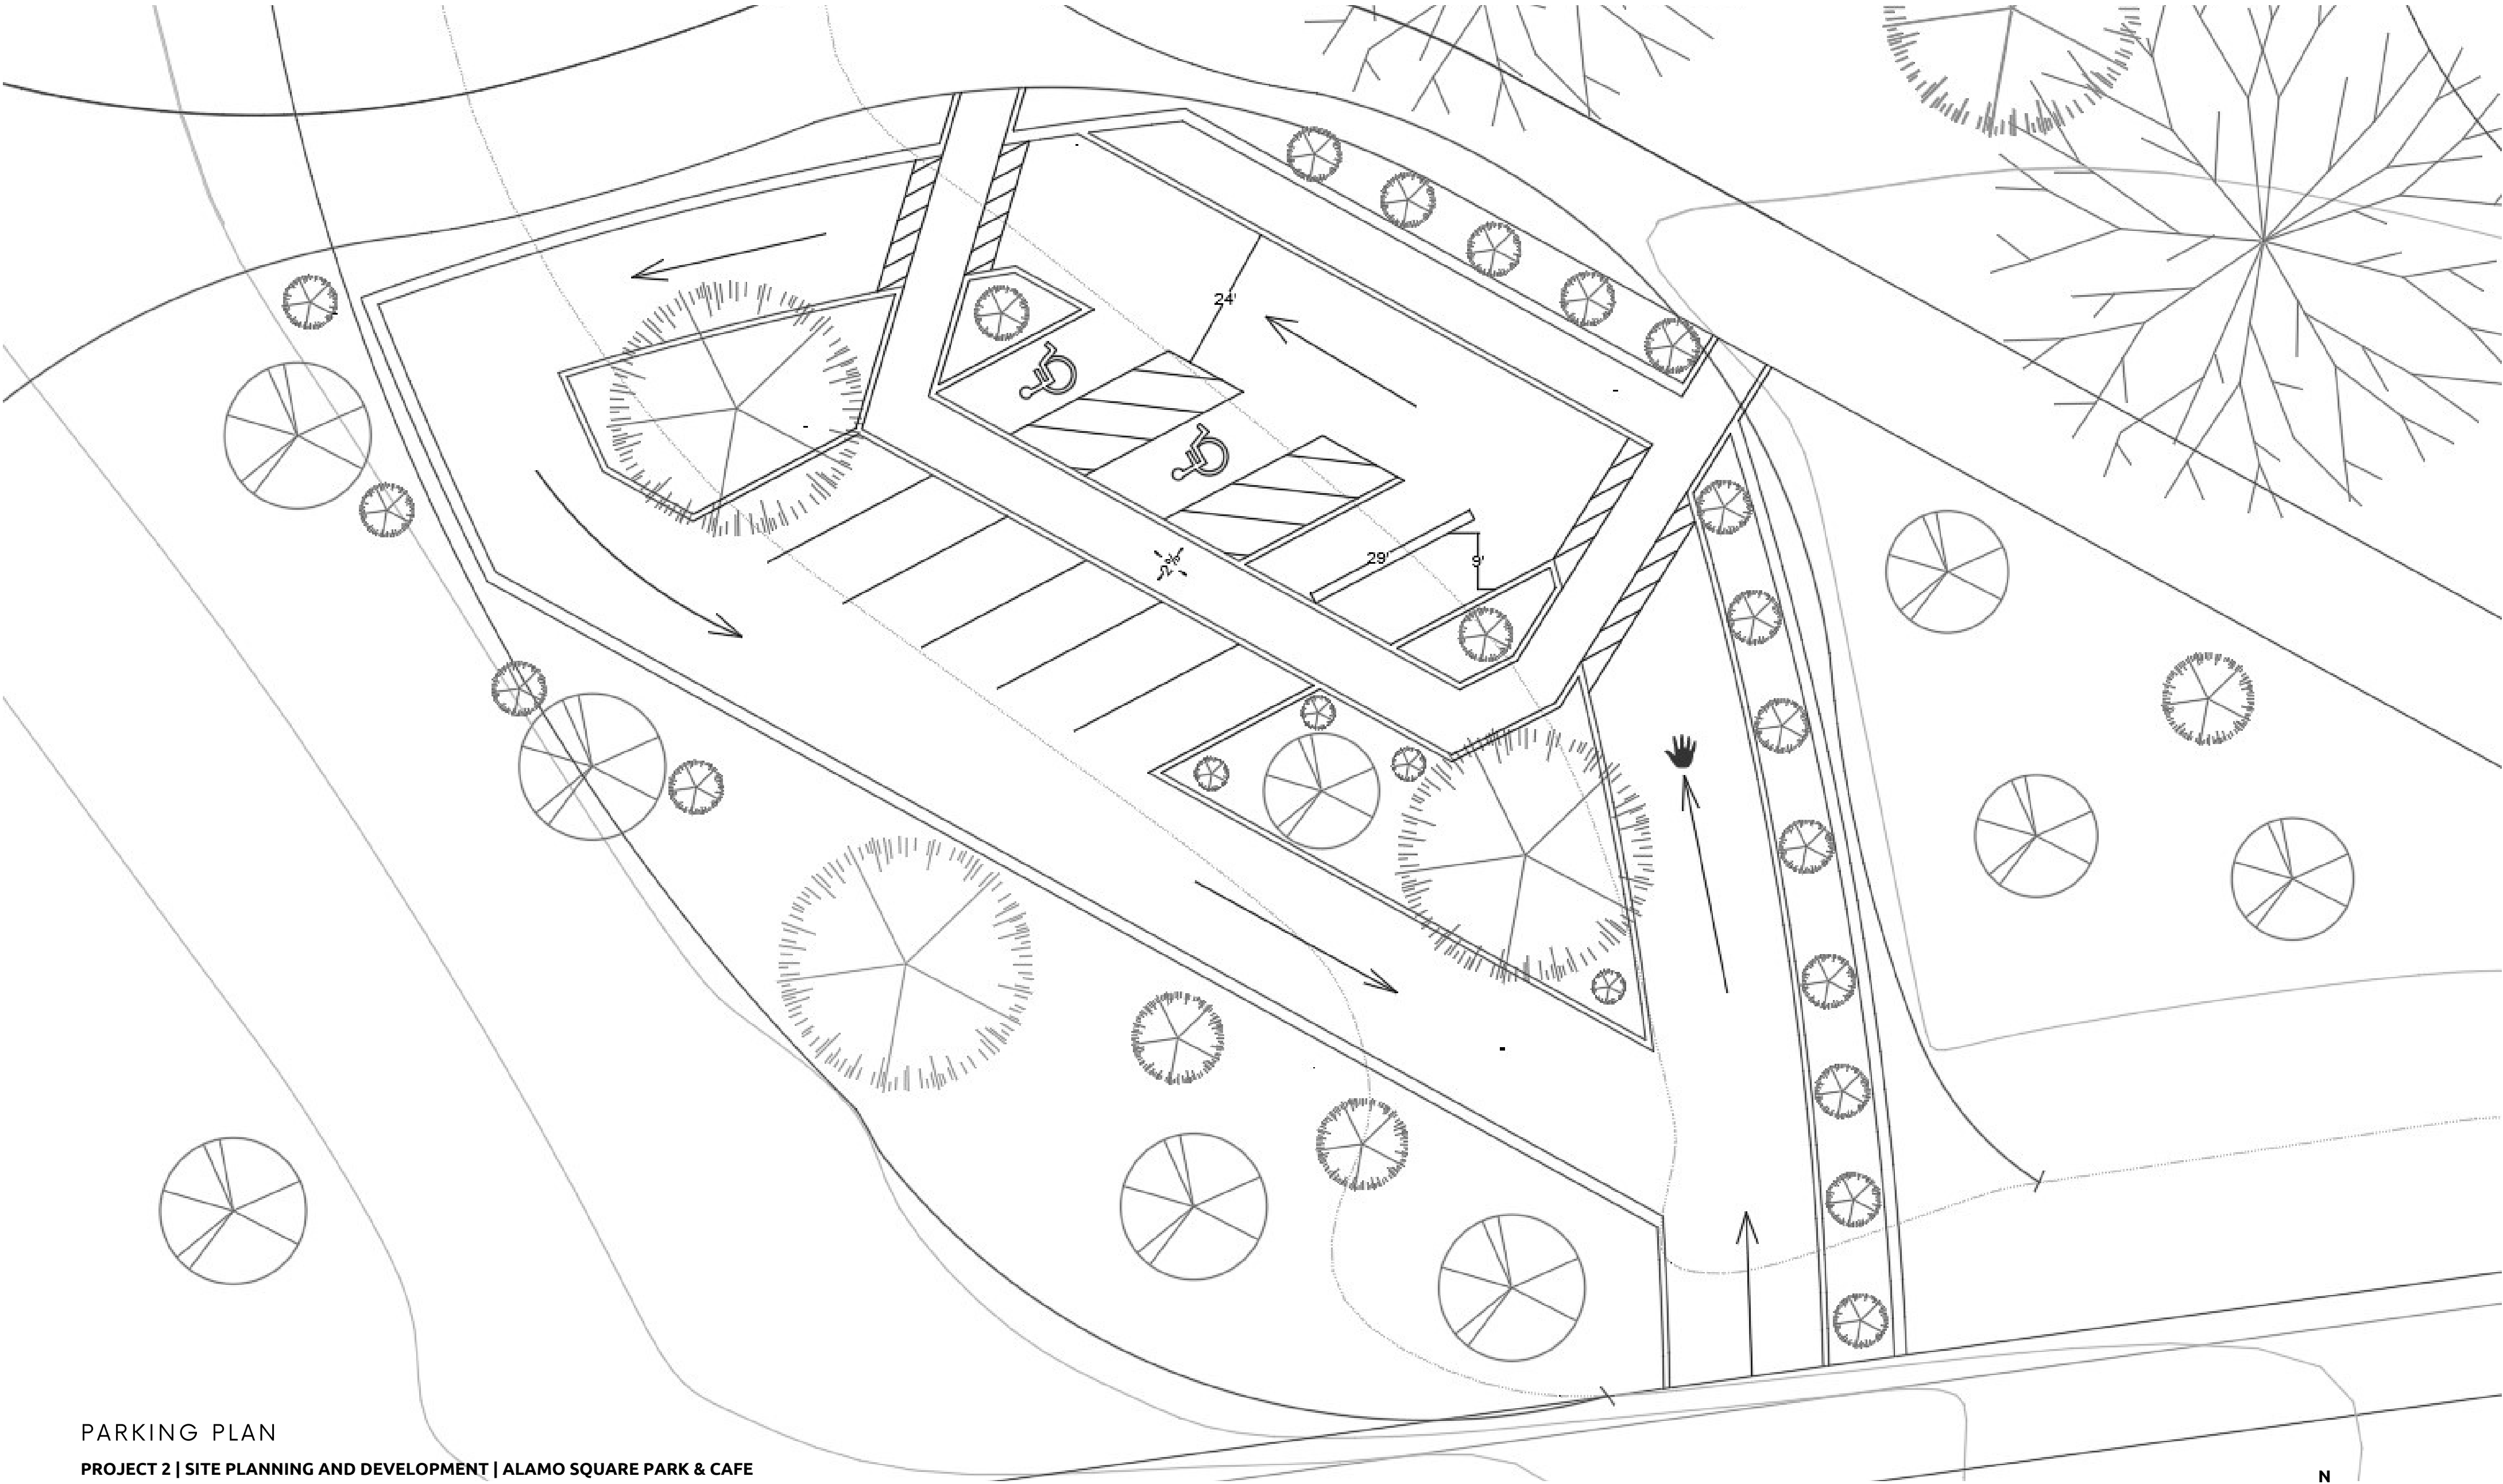 24'
29'
9'
2%
PARKING PLAN
PROJECT 2 | SITE PLANNING AND DEVELOPMENT | ALAMO SQUARE PARK & CAFE
N